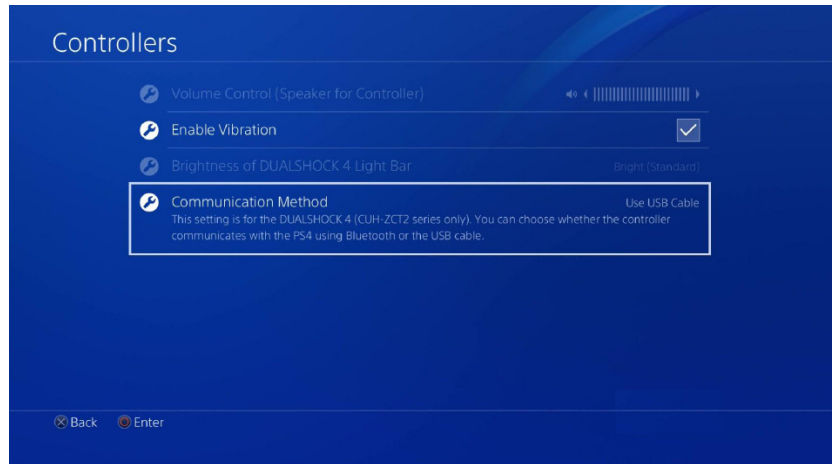 Controllers
Volume Control (Speaker for Controller)
Enable Vibration
Brightness of DUALSHOCK 4 Light Bar Bright (Standard)
Communication Method Use USB Cable
This setting is for the DUALSHOCK 4 (CUH-ZCT2 series only). You can choose whether the controller
communicates with the PS4 using Bluetooth or the USB cable.
Back Enter